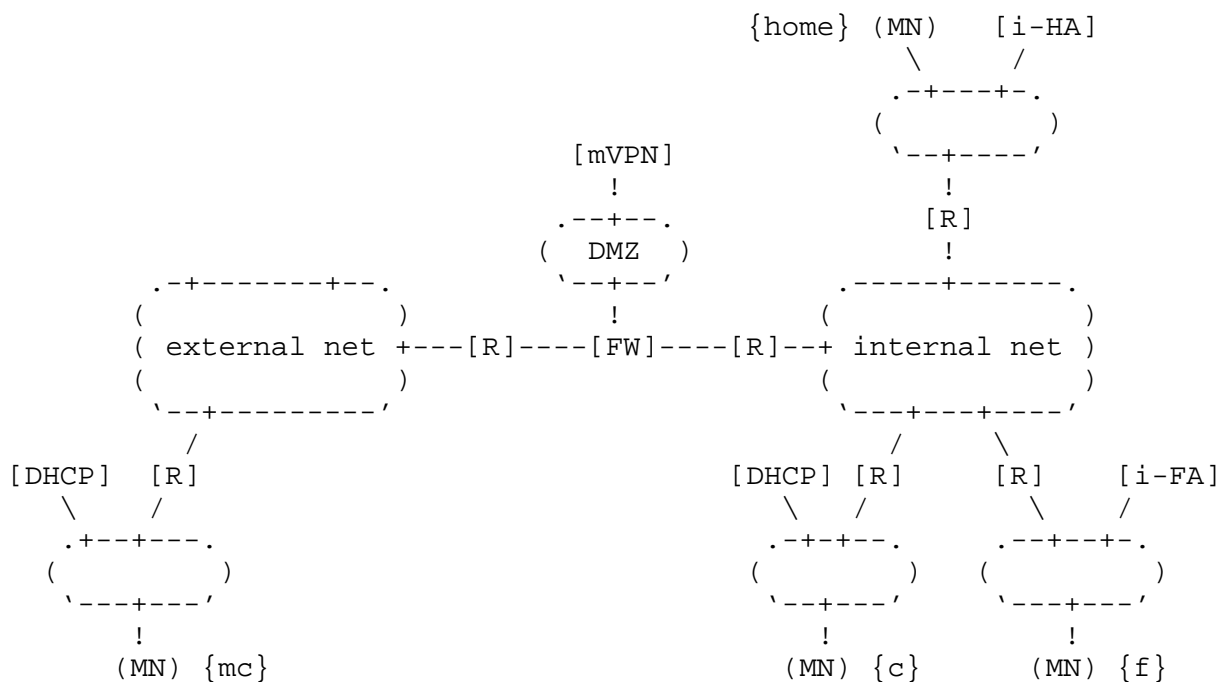 {home} (MN) [i-HA]
[mVPN]
[R]
DMZ
external net [R] [FW] [R] internal net
[DHCP] [R] [DHCP] [R] [R] [i-FA]
(MN) {mc} (MN) {c} (MN) {f}